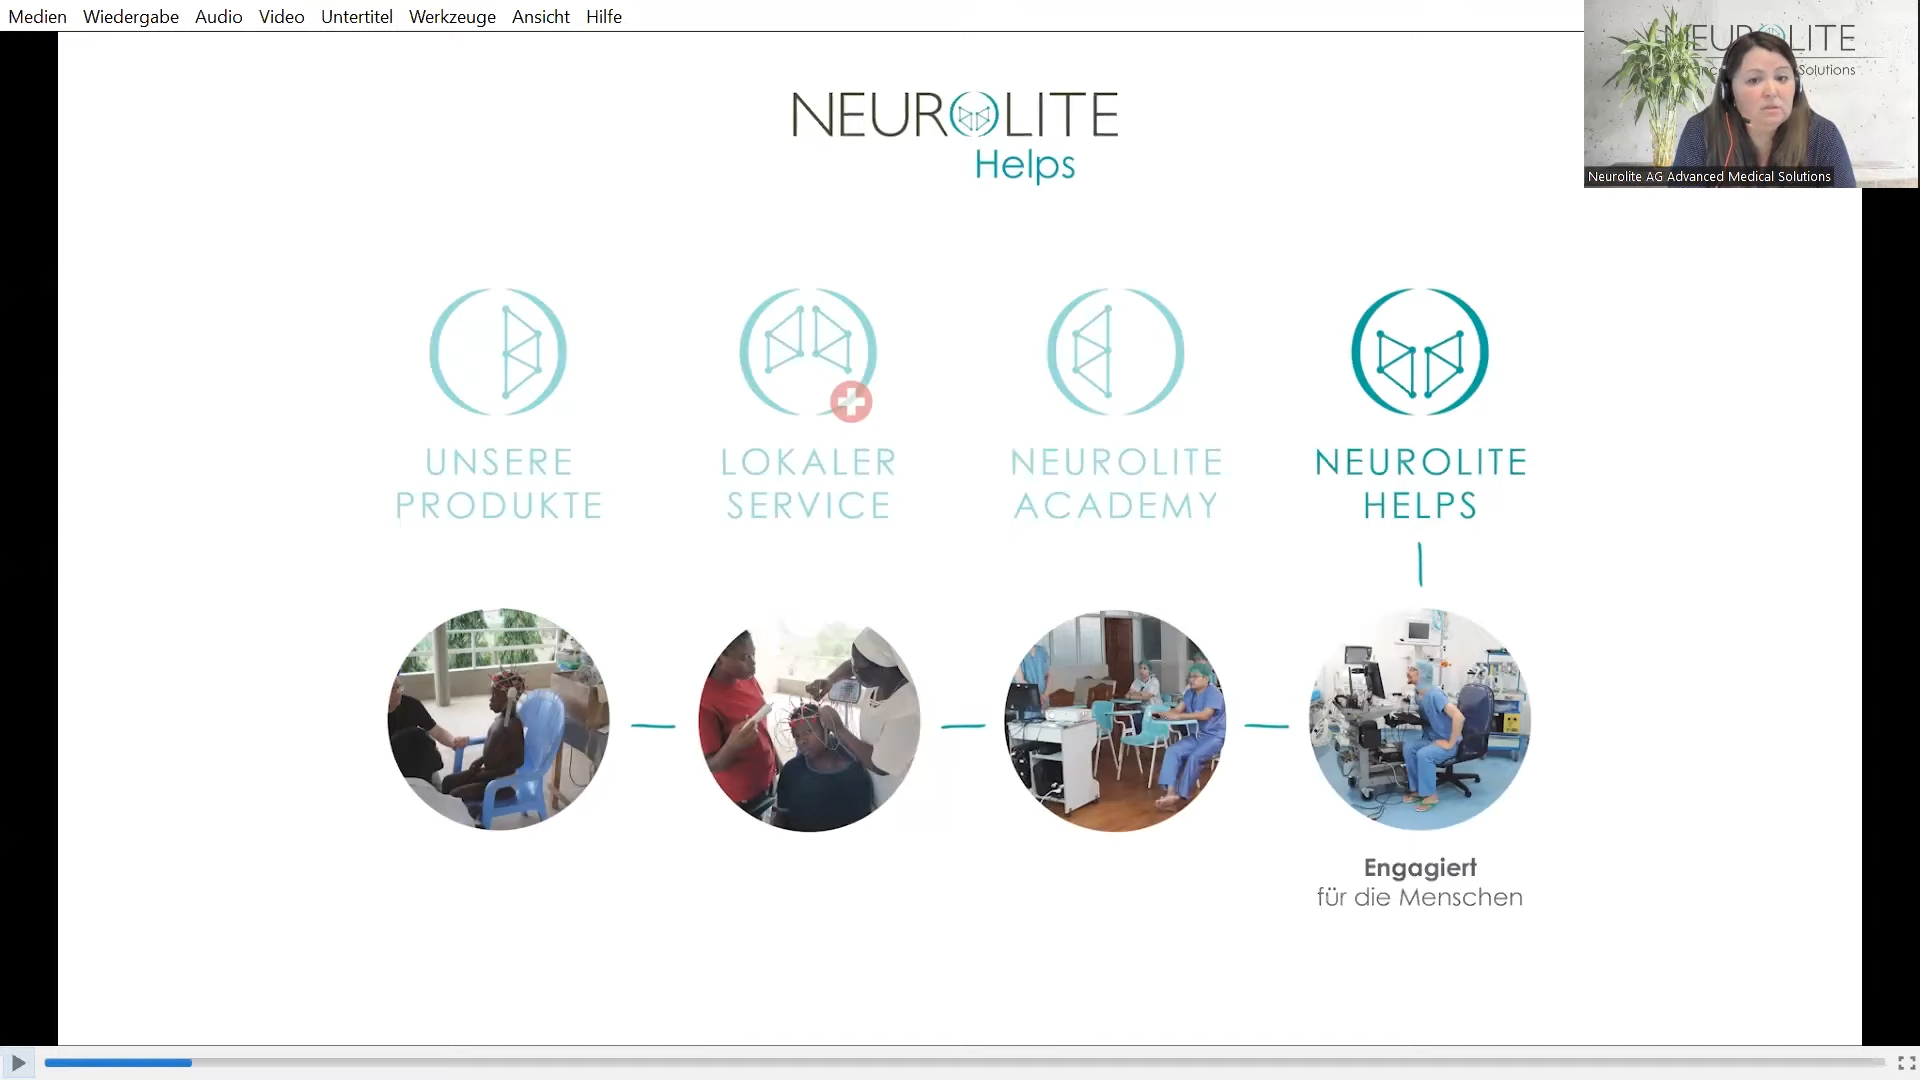 Medien Wiedergabe Audio Video Untertitel Werkzeuge Ansicht Hilfe
NEUROLITE
Solutions
Neurolite AG Advanced Medical Solutions
NEUROLITE
Helps
UNSERE
PRODUKTE
LOKALER
SERVICE
NEUROLITE
ACADEMY
NEUROLITE
HELPS
Engagiert
für die Menschen